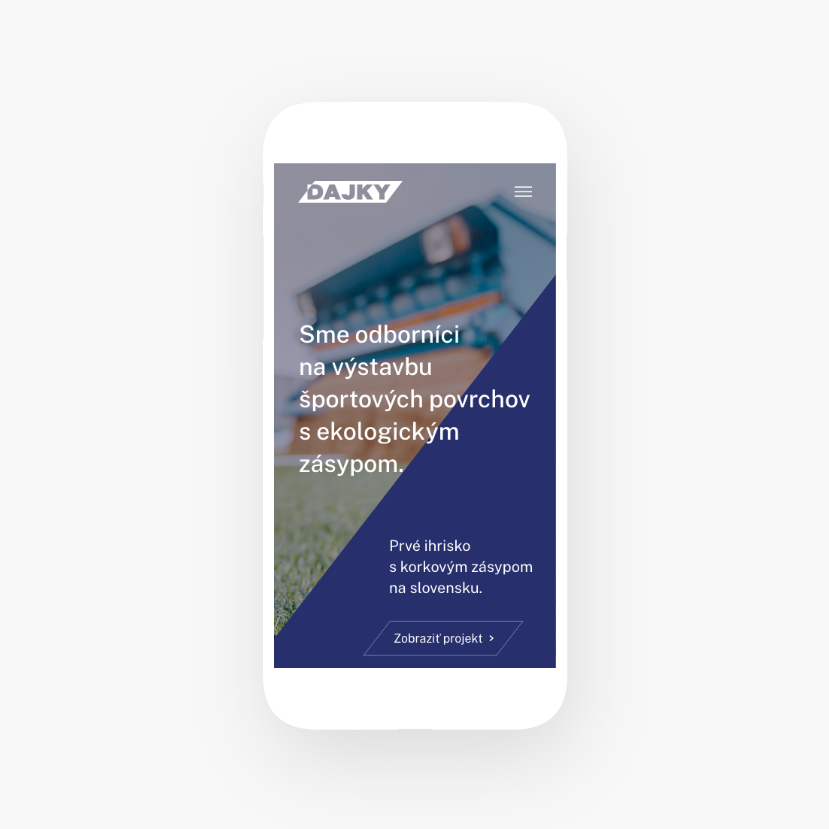 DAJKY
Sme odborníci
na výstavbu
športových povrchov
s ekologickým
zásypom.
Prvé ihrisko
s korkovým zásypom
na slovensku.
Zobraziť projekt ›